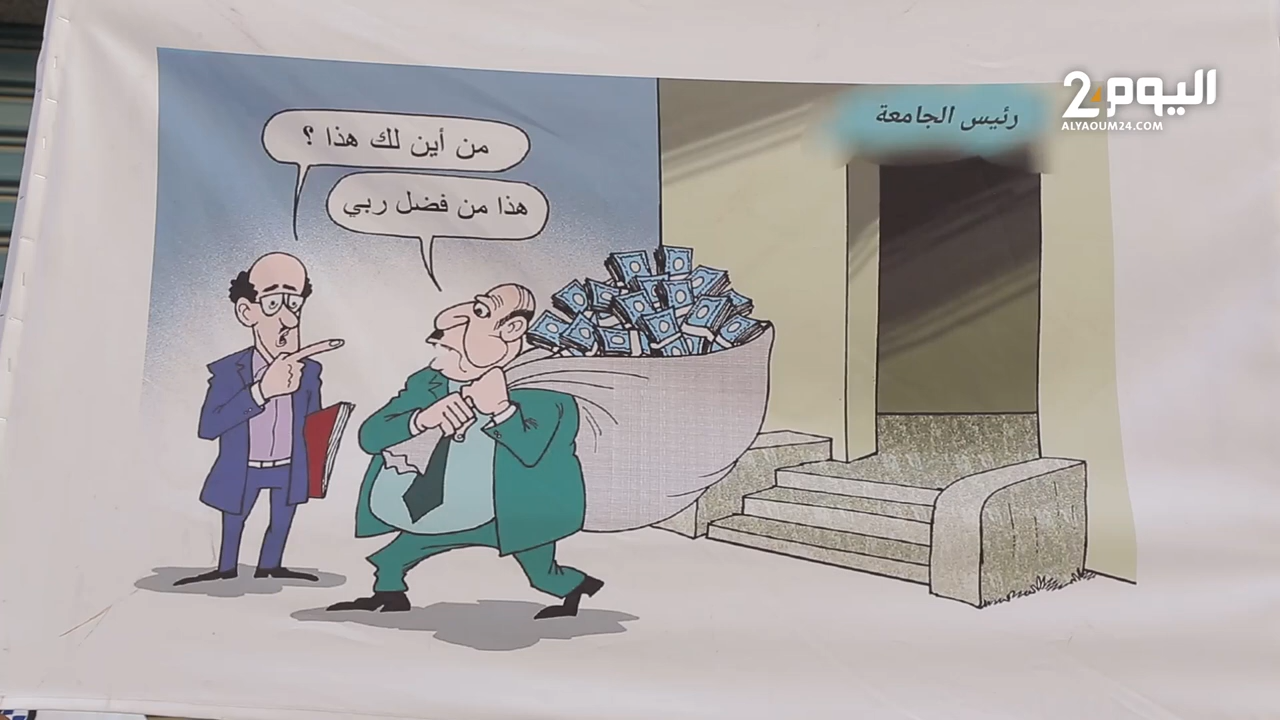 اليوم 24
ALYAOUM24.COM
رئيس الجامعة
من أين لك هذا ؟
هذا من فضل ربي